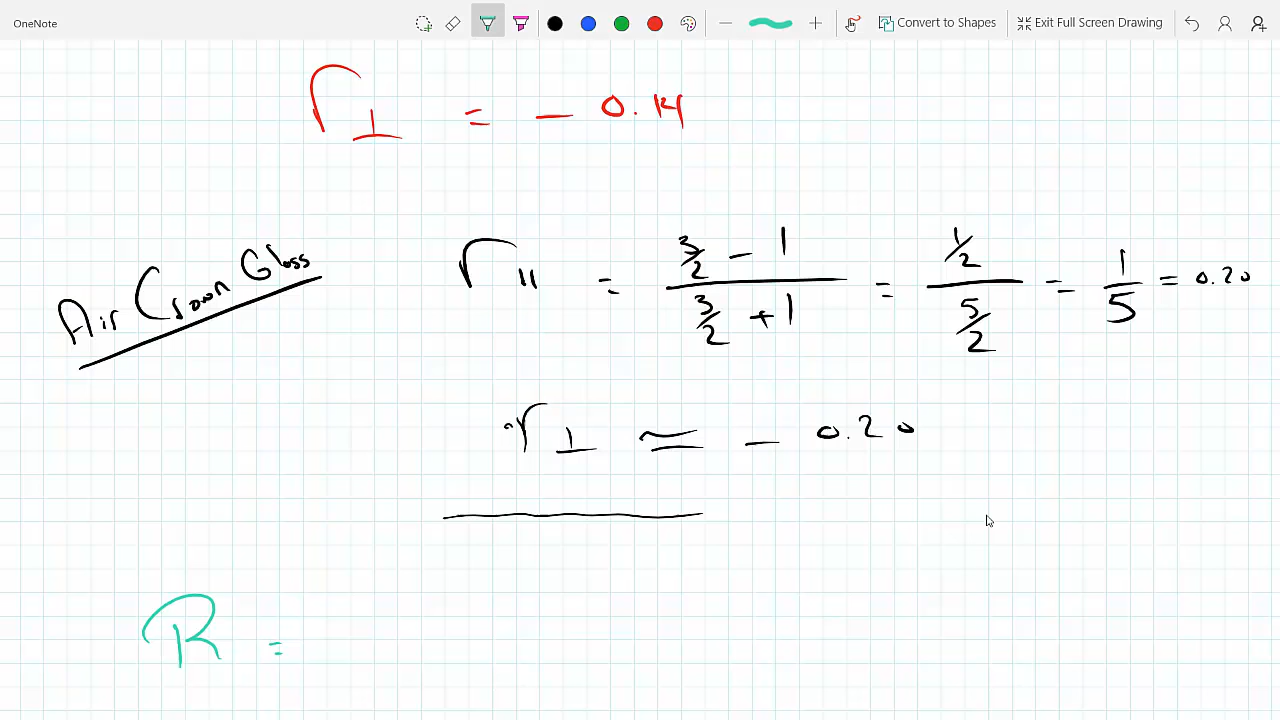 OneNote
Convert to Shapes
Exit Full Screen Drawing
r⊥ = - 0.14
Air Crown Glass
r₁₁ = (3/2 - 1)/(3/2 + 1) = (1/2)/(5/2) = 1/5 = 0.20
r⊥ ≈ - 0.20
R =